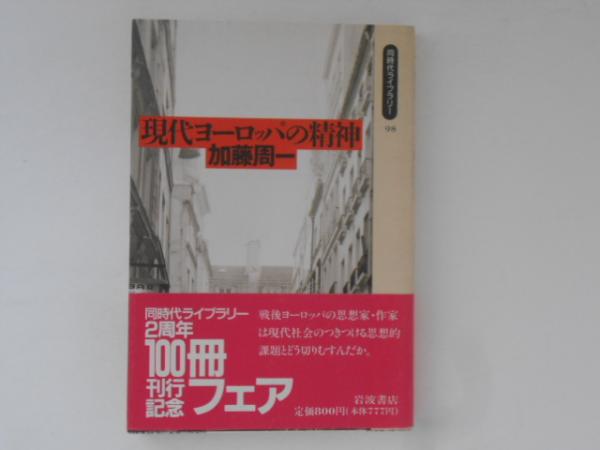 同時代ライブラリー
98
現代ヨーロッパの精神
加藤周一
同時代ライブラリー
2周年
100冊
刊行
記念
フェア
戦後ヨーロッパの思想家・作家
は現代社会のつきつける思想的
課題とどう切りむすんだか。
岩波書店
定価800円(本体777円)